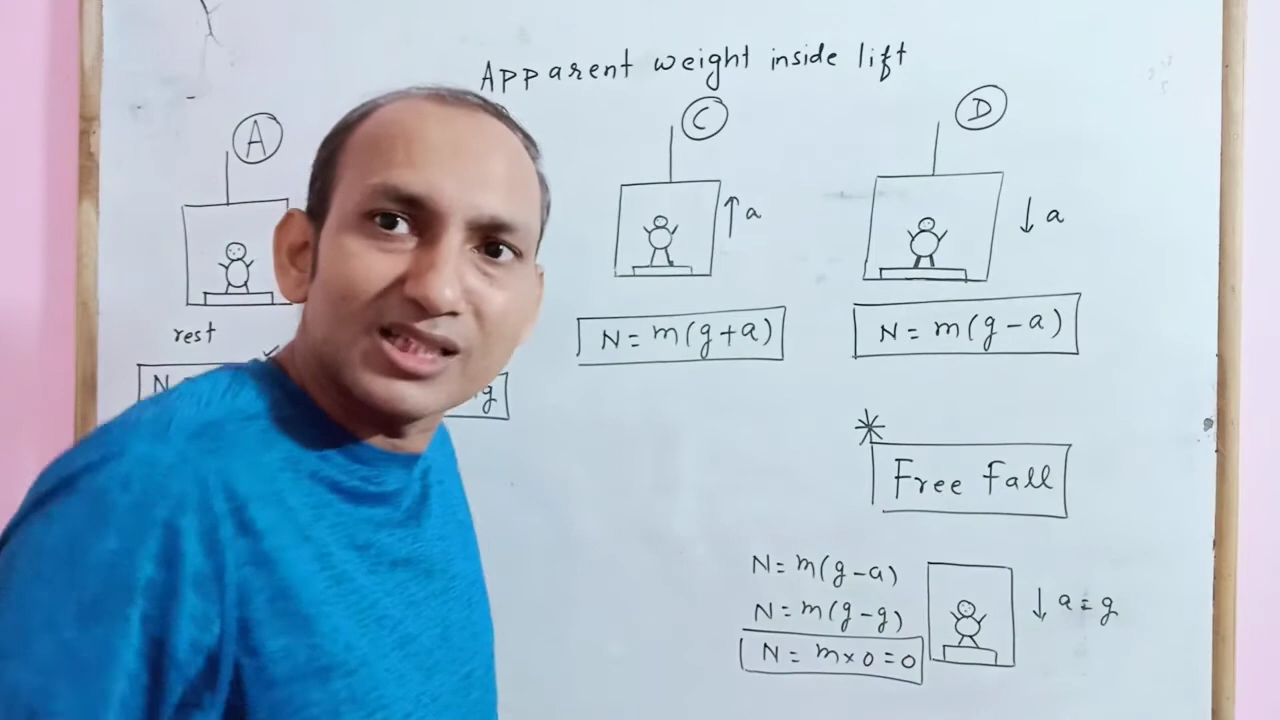 Apparent weight inside lift
A
C
D
a
a
rest
N = m(g+a)
N = m(g-a)
N
g
*
Free Fall
N = m(g-a)
N = m(g-g)
N = m×0=0
a = g